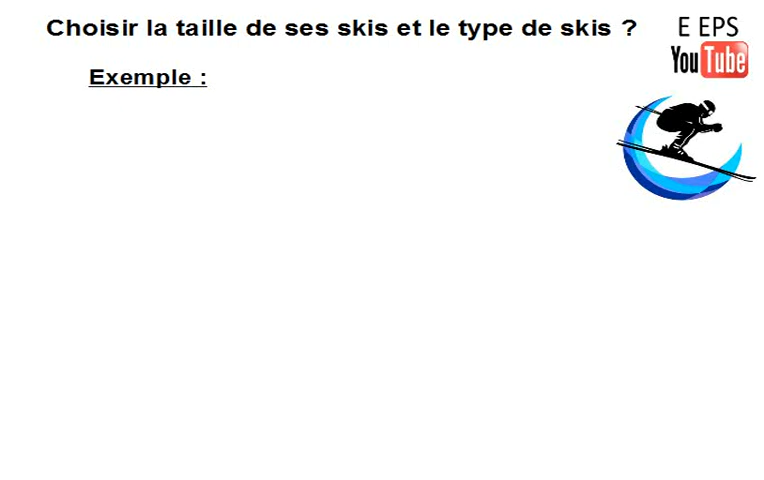 Choisir la taille de ses skis et le type de skis ?
E EPS
YouTube
Exemple :